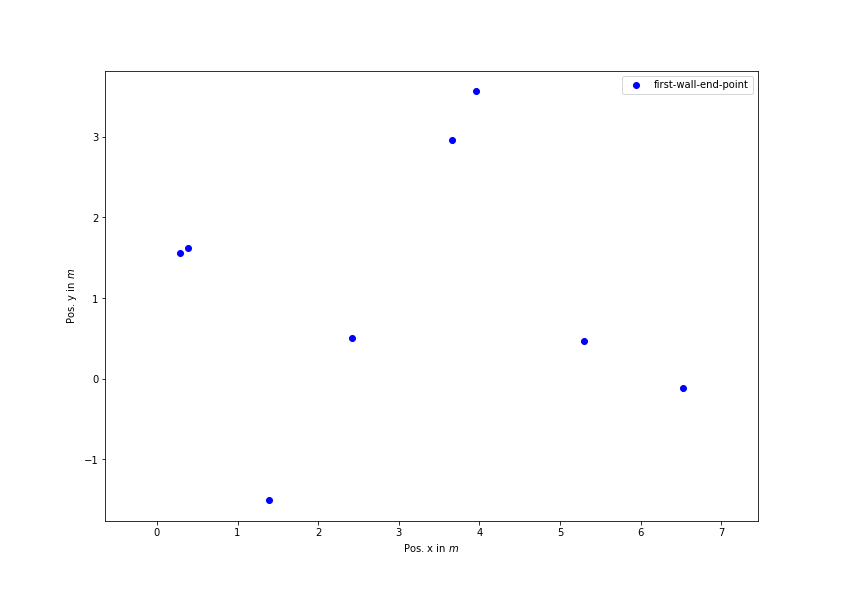 first-wall-end-point
3
2
1
0
−1
Pos. y in m
0 1 2 3 4 5 6 7
Pos. x in m